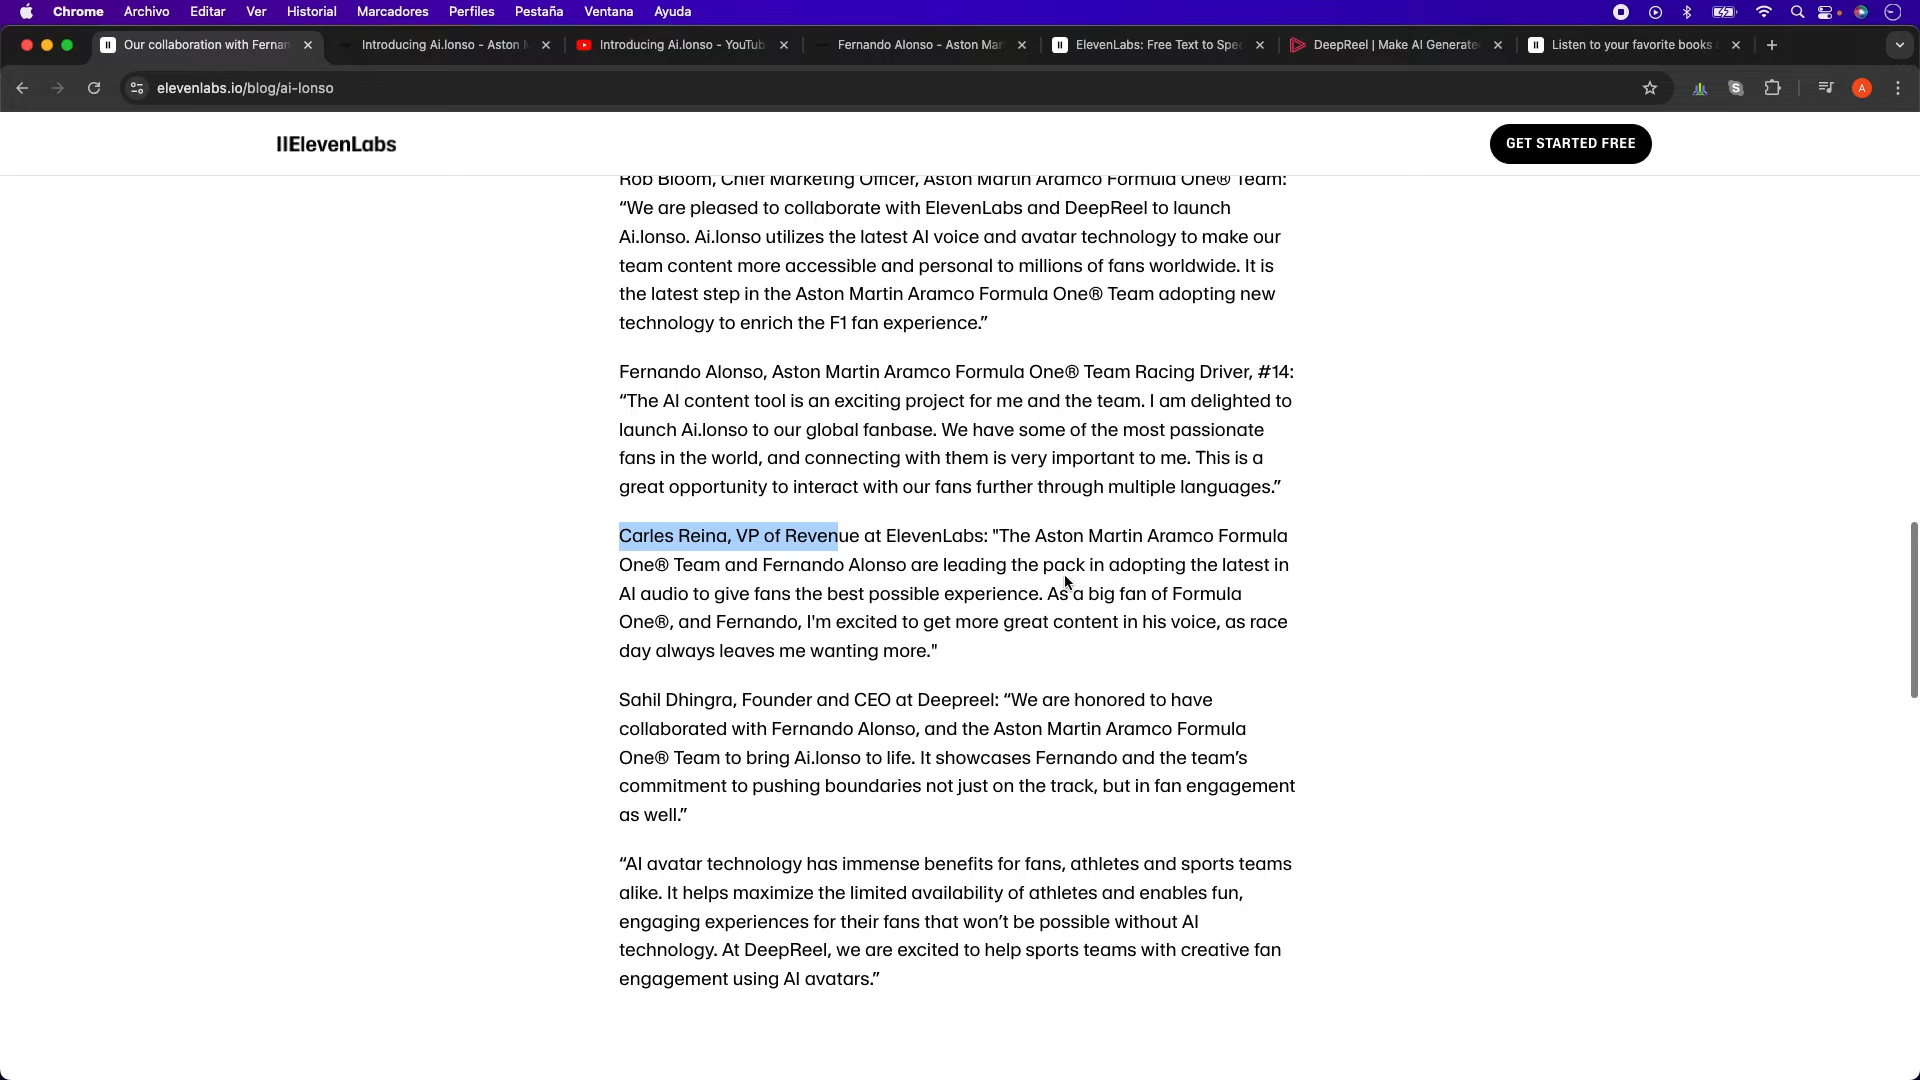 Chrome Archivo Editar Ver Historial Marcadores Perfiles Pestaña Ventana Ayuda
Our collaboration with Fernan
Introducing Ai.lonso - Aston M
Introducing Ai.lonso - YouTub
Fernando Alonso - Aston Mar
ElevenLabs: Free Text to Spee
DeepReel | Make AI Generate
Listen to your favorite books
elevenlabs.io/blog/ai-lonso
S
A
IIElevenLabs
GET STARTED FREE
Rob Bloom, Chief Marketing Officer, Aston Martin Aramco Formula One® Team:
“We are pleased to collaborate with ElevenLabs and DeepReel to launch
Ai.lonso. Ai.lonso utilizes the latest AI voice and avatar technology to make our
team content more accessible and personal to millions of fans worldwide. It is
the latest step in the Aston Martin Aramco Formula One® Team adopting new
technology to enrich the F1 fan experience.”
Fernando Alonso, Aston Martin Aramco Formula One® Team Racing Driver, #14:
“The AI content tool is an exciting project for me and the team. I am delighted to
launch Ai.lonso to our global fanbase. We have some of the most passionate
fans in the world, and connecting with them is very important to me. This is a
great opportunity to interact with our fans further through multiple languages.”
Carles Reina, VP of Revenue at ElevenLabs: "The Aston Martin Aramco Formula
One® Team and Fernando Alonso are leading the pack in adopting the latest in
AI audio to give fans the best possible experience. As a big fan of Formula
One®, and Fernando, I'm excited to get more great content in his voice, as race
day always leaves me wanting more."
Sahil Dhingra, Founder and CEO at Deepreel: “We are honored to have
collaborated with Fernando Alonso, and the Aston Martin Aramco Formula
One® Team to bring Ai.lonso to life. It showcases Fernando and the team’s
commitment to pushing boundaries not just on the track, but in fan engagement
as well.”
“AI avatar technology has immense benefits for fans, athletes and sports teams
alike. It helps maximize the limited availability of athletes and enables fun,
engaging experiences for their fans that won’t be possible without AI
technology. At DeepReel, we are excited to help sports teams with creative fan
engagement using AI avatars.”